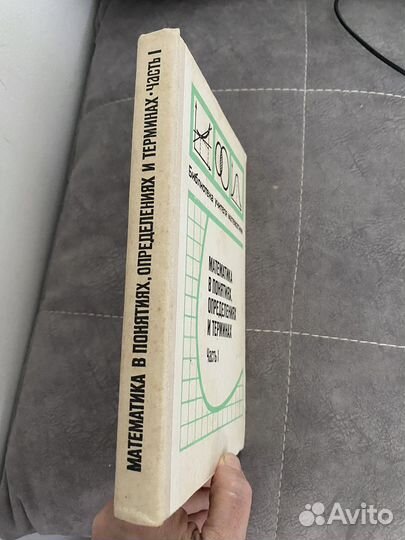 МАТЕМАТИКА В ПОНЯТИЯХ, ОПРЕДЕЛЕНИЯХ И ТЕРМИНАХ · ЧАСТЬ I
Библиотека учителя математики
МАТЕМАТИКА
В ПОНЯТИЯХ,
ОПРЕДЕЛЕНИЯХ
И ТЕРМИНАХ
Часть I
Avito